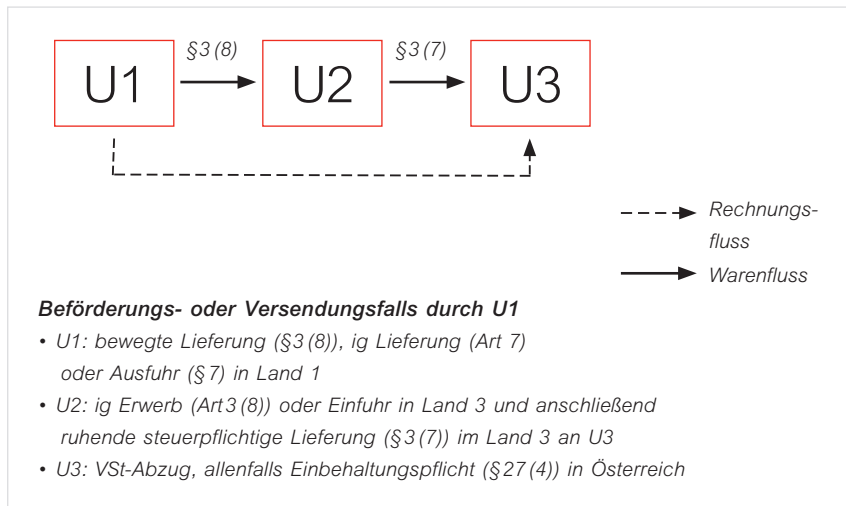 §3(8) §3(7)
U1 U2 U3
Rechnungs-
fluss
Warenfluss
Beförderungs- oder Versendungsfalls durch U1
• U1: bewegte Lieferung (§3(8)), ig Lieferung (Art 7)
oder Ausfuhr (§7) in Land 1
• U2: ig Erwerb (Art3(8)) oder Einfuhr in Land 3 und anschließend
ruhende steuerpflichtige Lieferung (§3(7)) im Land 3 an U3
• U3: VSt-Abzug, allenfalls Einbehaltungspflicht (§27(4)) in Österreich